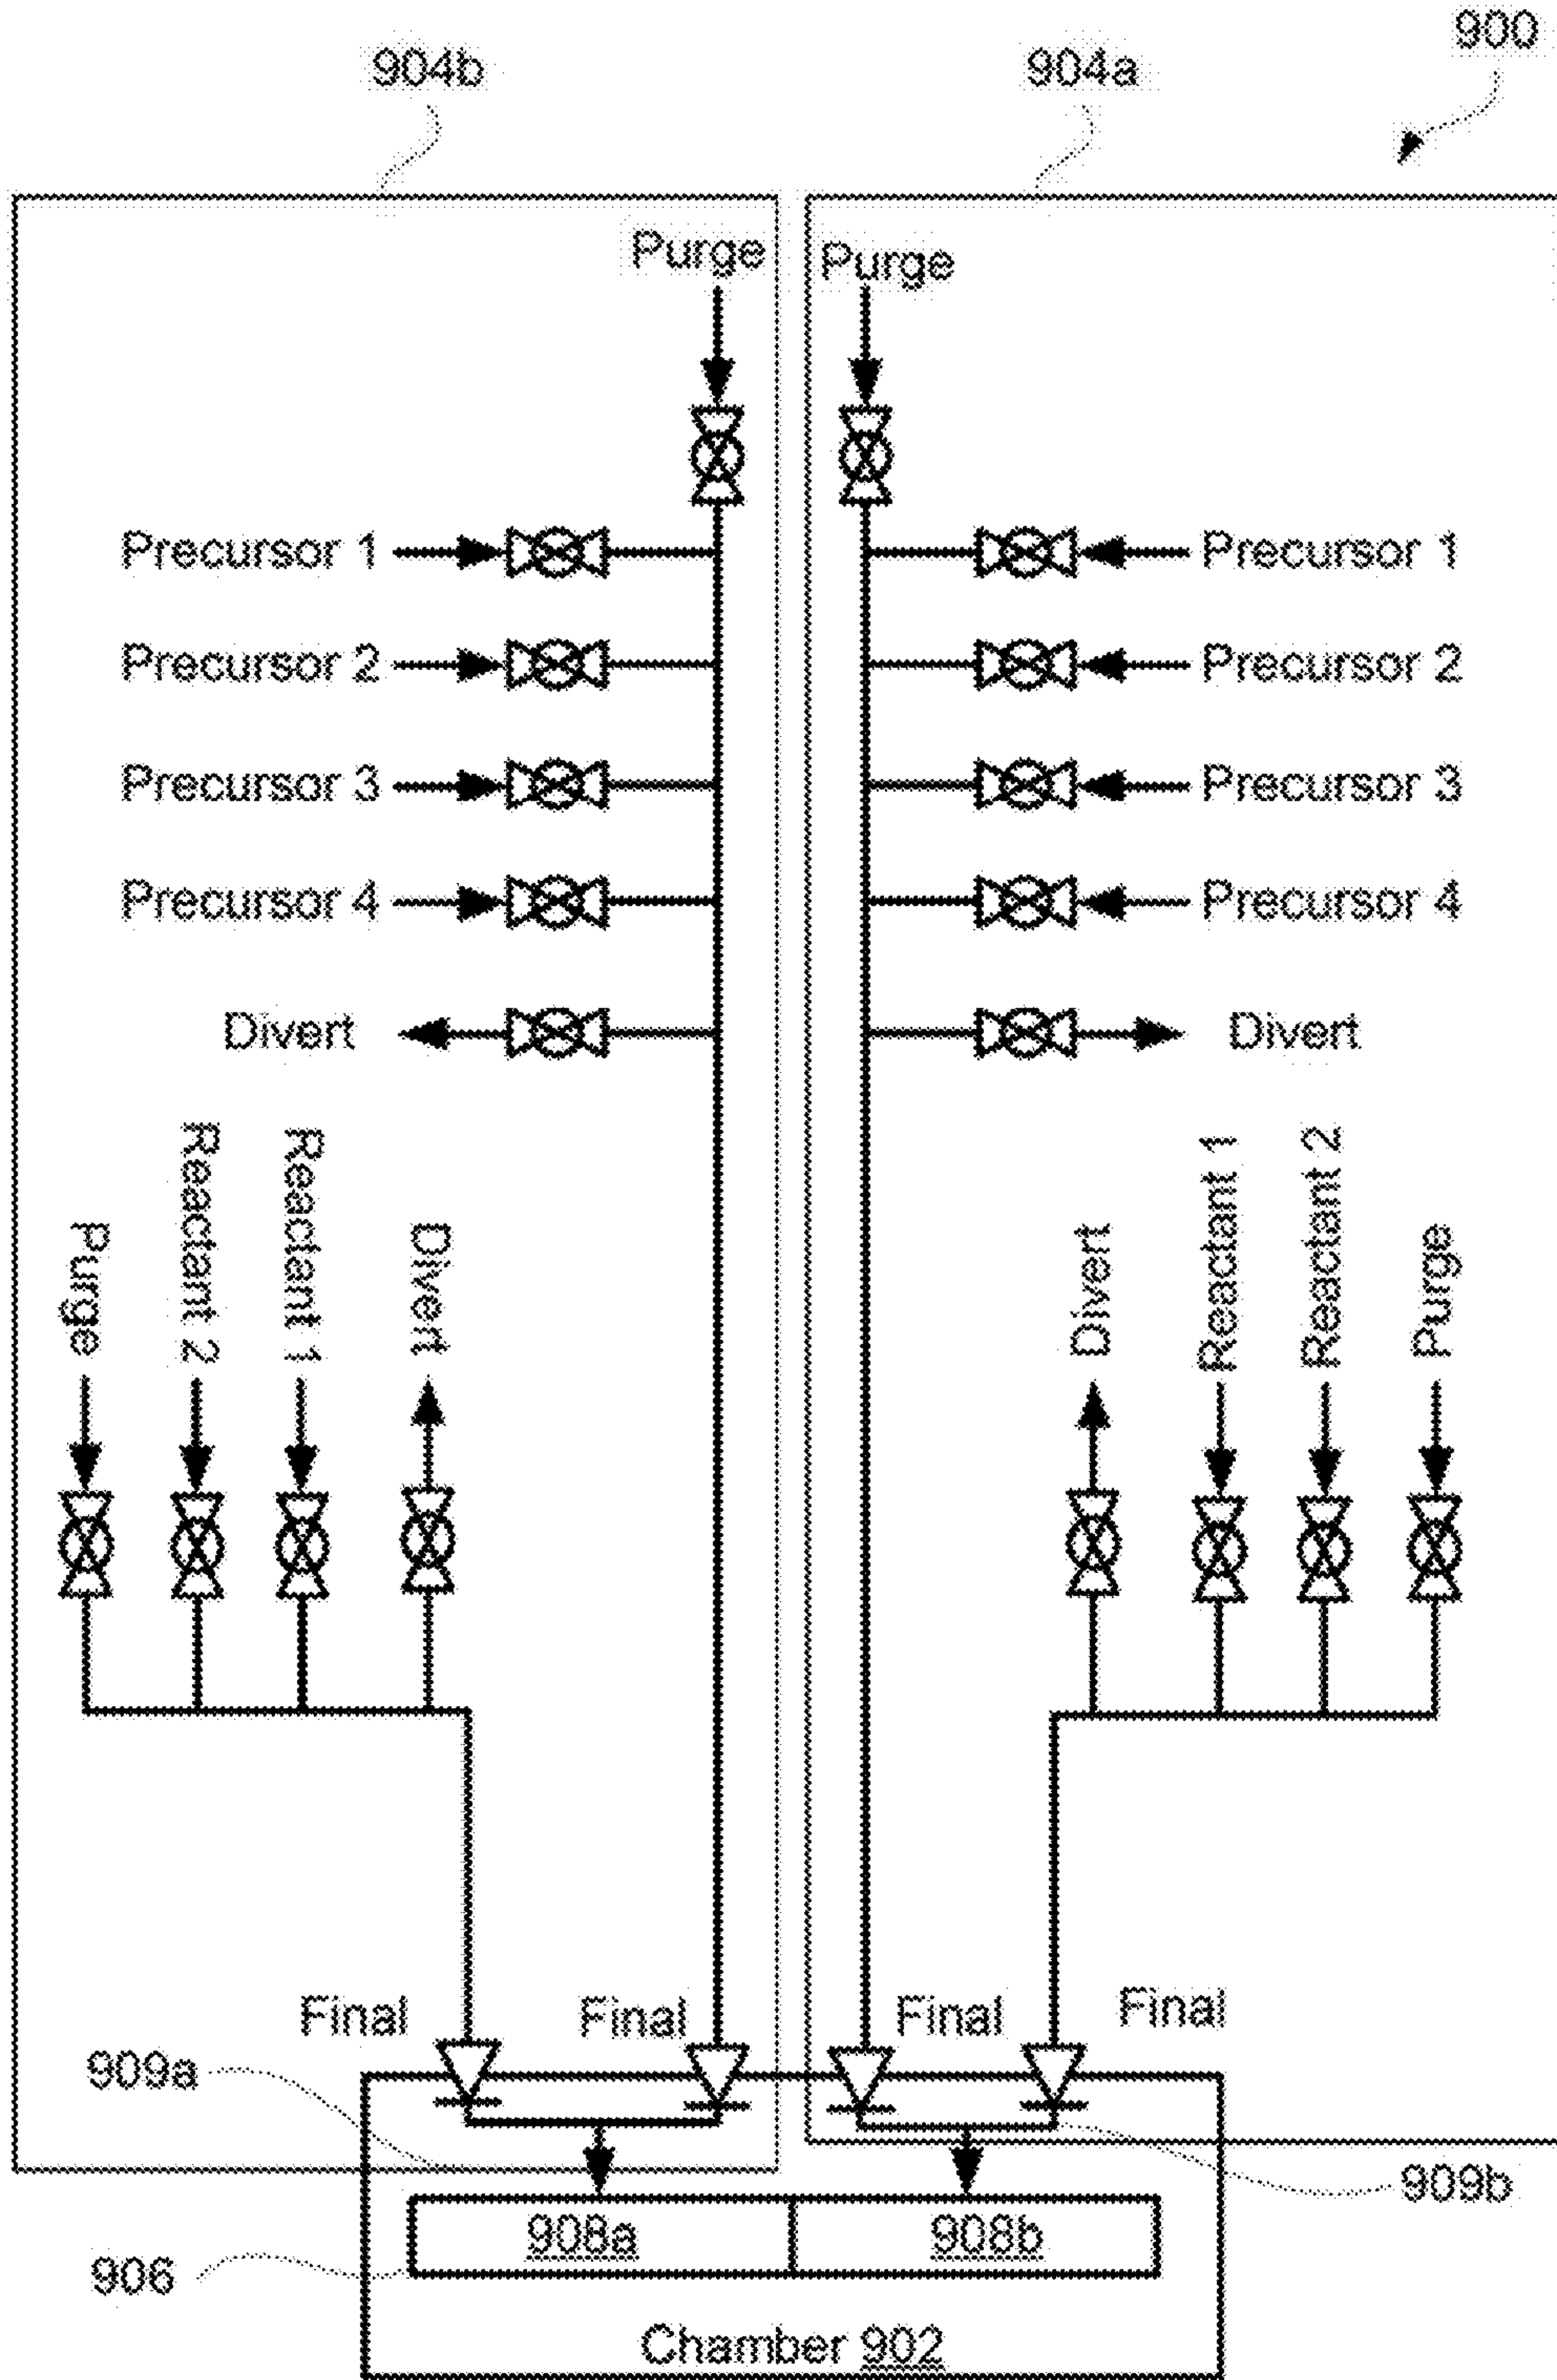 900
904b
904a
Purge
Purge
Precursor 1
Precursor 1
Precursor 2
Precursor 2
Precursor 3
Precursor 3
Precursor 4
Precursor 4
Divert
Divert
Purge
Reactant 2
Reactant 1
Divert
Divert
Reactant 1
Reactant 2
Purge
Final
Final
Final
Final
909a
909b
908a
908b
906
Chamber 902